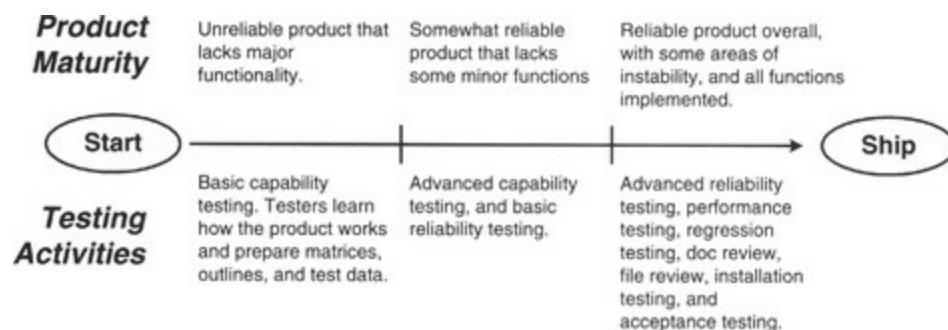 Product
Maturity
Unreliable product that
lacks major
functionality.
Somewhat reliable
product that lacks
some minor functions
Reliable product overall,
with some areas of
instability, and all functions
implemented.
Start
Ship
Testing
Activities
Basic capability
testing. Testers learn
how the product works
and prepare matrices,
outlines, and test data.
Advanced capability
testing, and basic
reliability testing.
Advanced reliability
testing, performance
testing, regression
testing, doc review,
file review, installation
testing, and
acceptance testing.